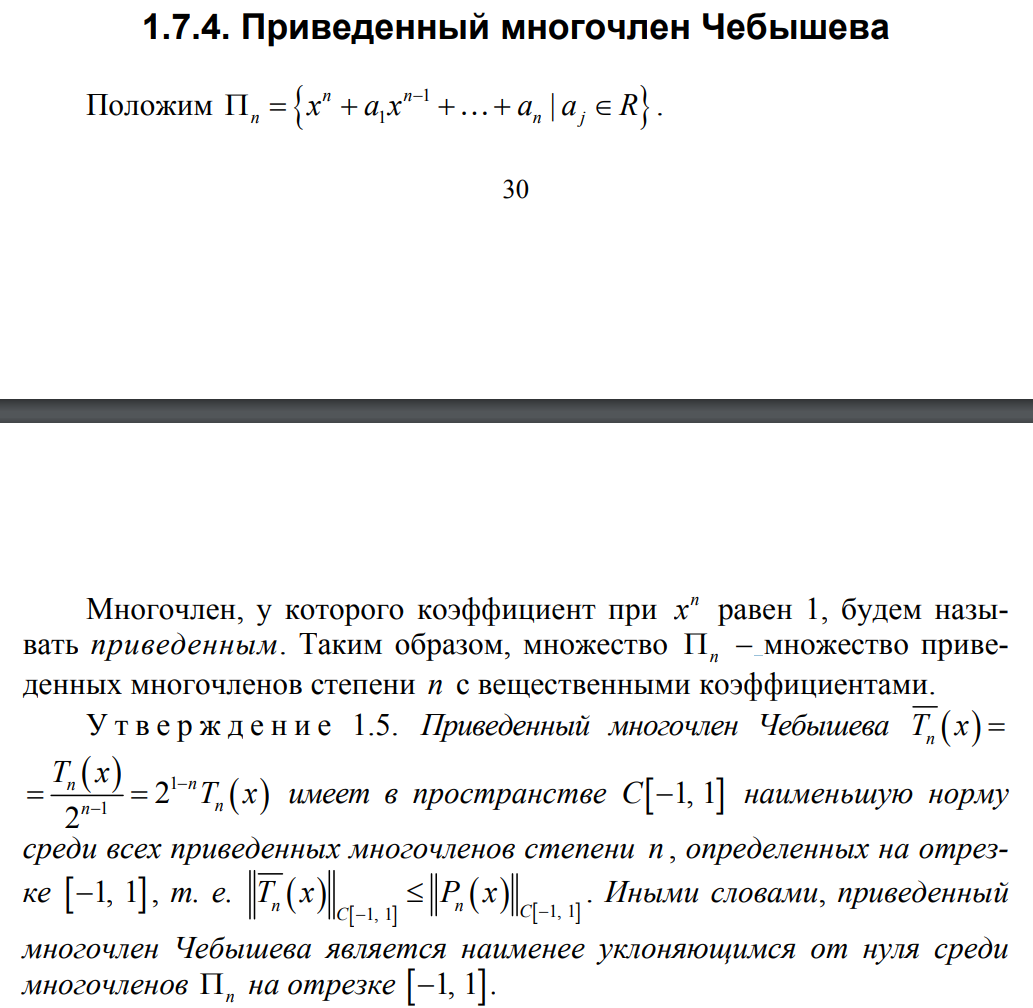 1.7.4. Приведенный многочлен Чебышева
Положим Πₙ = {xⁿ + a₁xⁿ⁻¹ + … + aₙ | aⱼ ∈ R}.
30
Многочлен, у которого коэффициент при xⁿ равен 1, будем назы-
вать приведенным. Таким образом, множество Πₙ – множество приве-
денных многочленов степени n с вещественными коэффициентами.
Утверждение 1.5. Приведенный многочлен Чебышева T̅ₙ(x) =
= Tₙ(x)/2ⁿ⁻¹ = 2¹⁻ⁿTₙ(x) имеет в пространстве C[−1, 1] наименьшую норму
среди всех приведенных многочленов степени n, определенных на отрез-
ке [−1, 1], т. е. ‖T̅ₙ(x)‖C[−1, 1] ≤ ‖Pₙ(x)‖C[−1, 1]. Иными словами, приведенный
многочлен Чебышева является наименее уклоняющимся от нуля среди
многочленов Πₙ на отрезке [−1, 1].